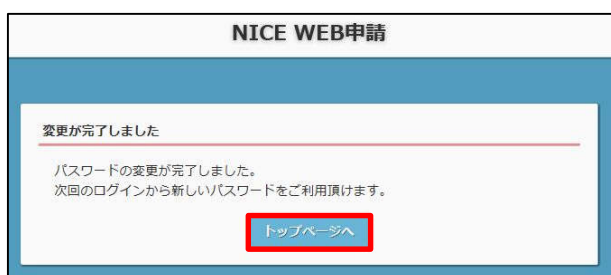 NICE WEB申請
変更が完了しました
パスワードの変更が完了しました。
次回のログインから新しいパスワードをご利用頂けます。
トップページへ